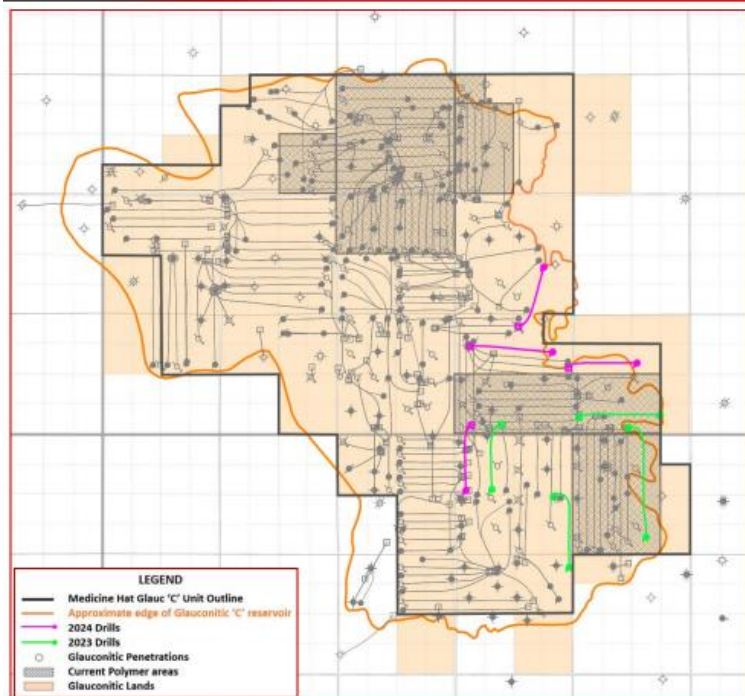 LEGEND
Medicine Hat Glauc 'C' Unit Outline
Approximate edge of Glauconitic 'C' reservoir
2024 Drills
2023 Drills
Glauconitic Penetrations
Current Polymer areas
Glauconitic Lands